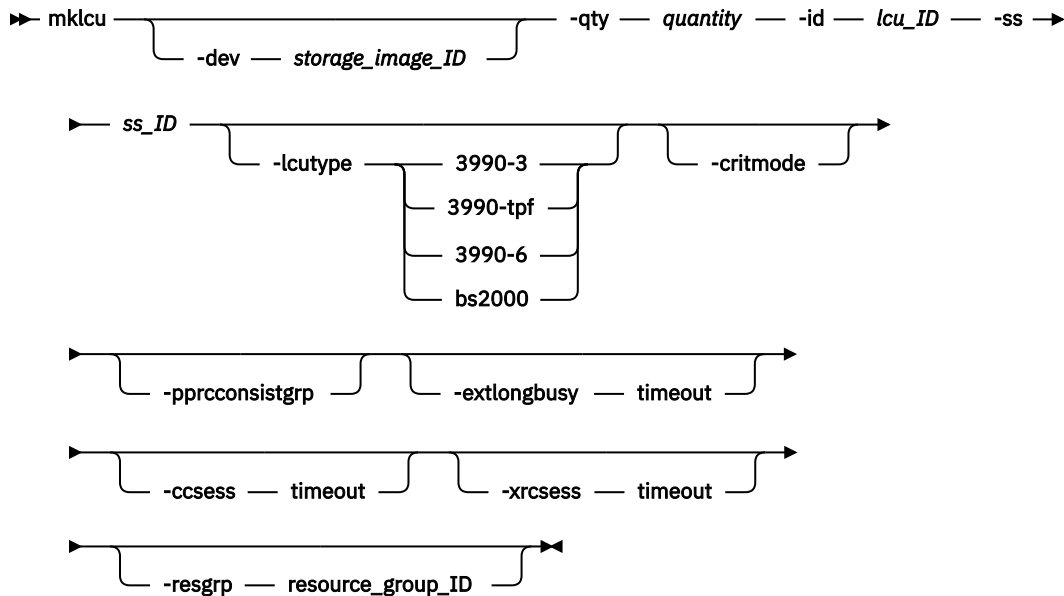 mklcu -qty quantity -id lcu_ID -ss
-dev storage_image_ID
ss_ID
-lcutype 3990-3 -critmode
3990-tpf
3990-6
bs2000
-pprcconsistgrp -extlongbusy timeout
-ccsess timeout -xrcsess timeout
-resgrp resource_group_ID